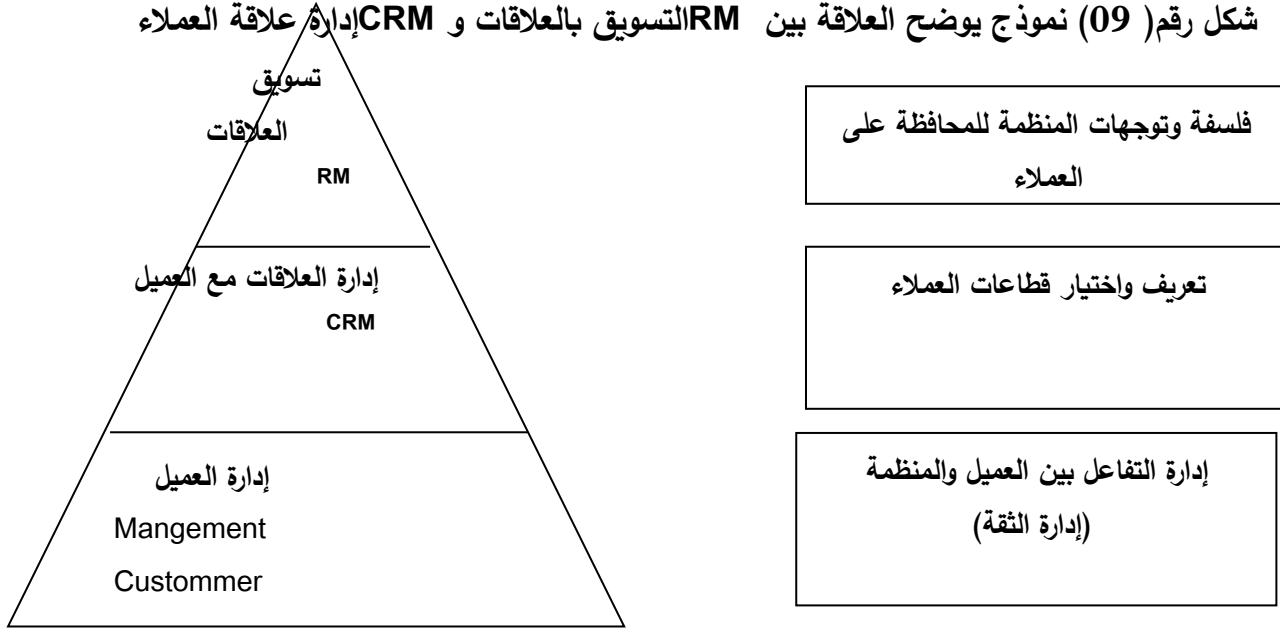 شكل رقم( 09) نموذج يوضح العلاقة بين RMالتسويق بالعلاقات و CRMإدارة علاقة العملاء
تسويق
العلاقات
RM
فلسفة وتوجهات المنظمة للمحافظة على
العملاء
إدارة العلاقات مع العميل
CRM
تعريف واختيار قطاعات العملاء
إدارة العميل
Mangement
Custommer
إدارة التفاعل بين العميل والمنظمة
(إدارة الثقة)